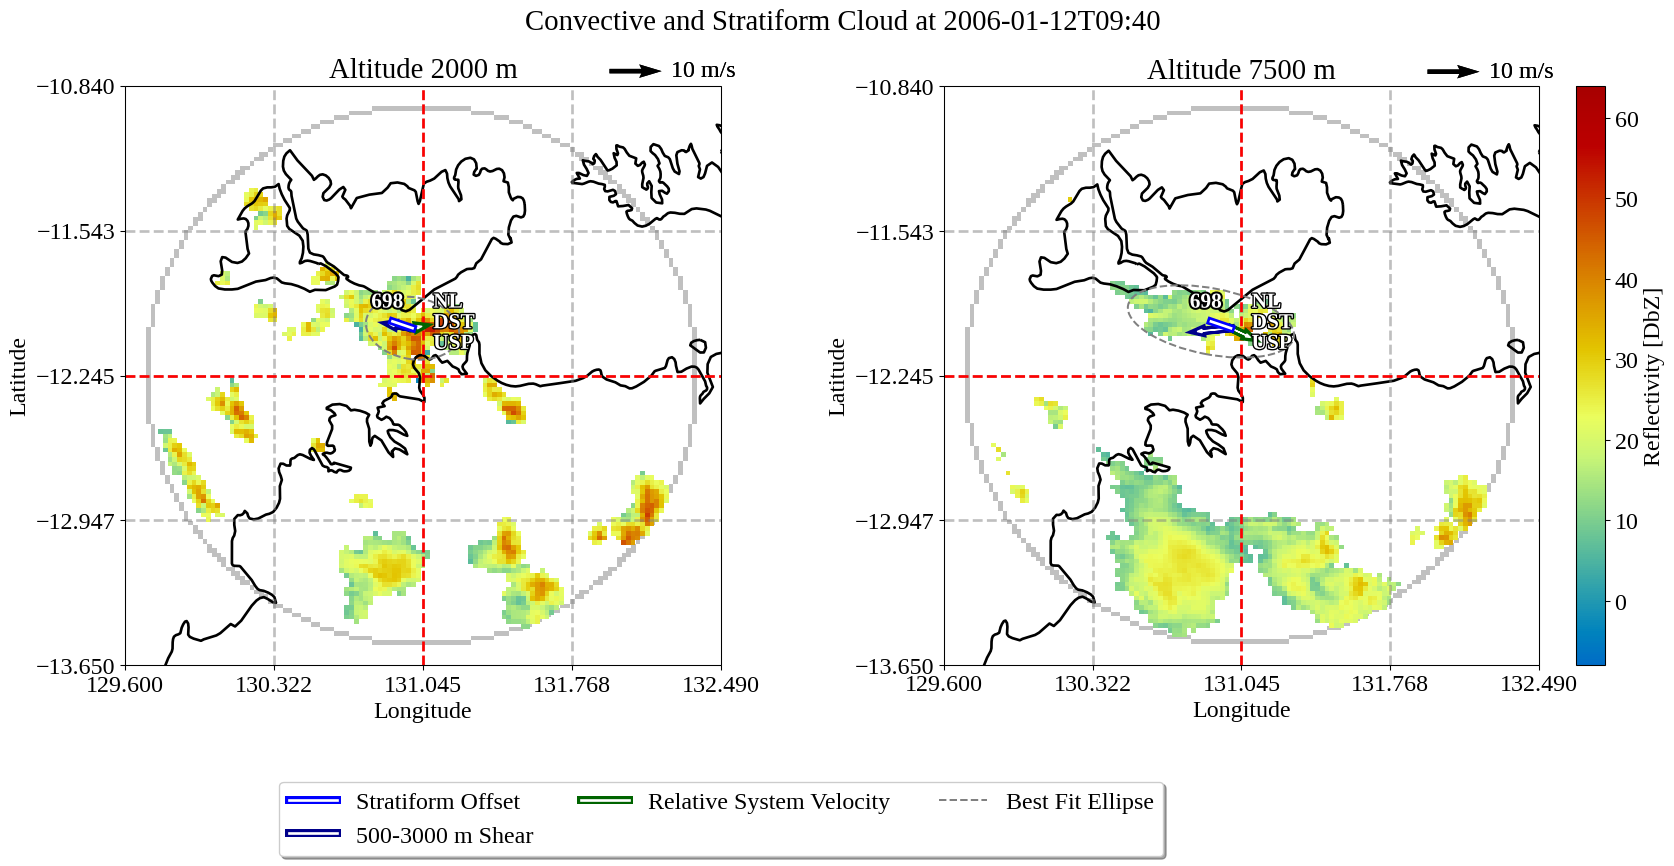 Convective and Stratiform Cloud at 2006-01-12T09:40
Altitude 2000 m
10 m/s
Altitude 7500 m
10 m/s
−10.840
−11.543
−12.245
−12.947
−13.650
129.600
130.322
131.045
131.768
132.490
Longitude
Latitude
698
NL
DST
USP
−10.840
−11.543
−12.245
−12.947
−13.650
129.600
130.322
131.045
131.768
132.490
Longitude
Latitude
698
NL
DST
USP
60
50
40
30
20
10
0
Reflectivity [DbZ]
Stratiform Offset
500-3000 m Shear
Relative System Velocity
Best Fit Ellipse